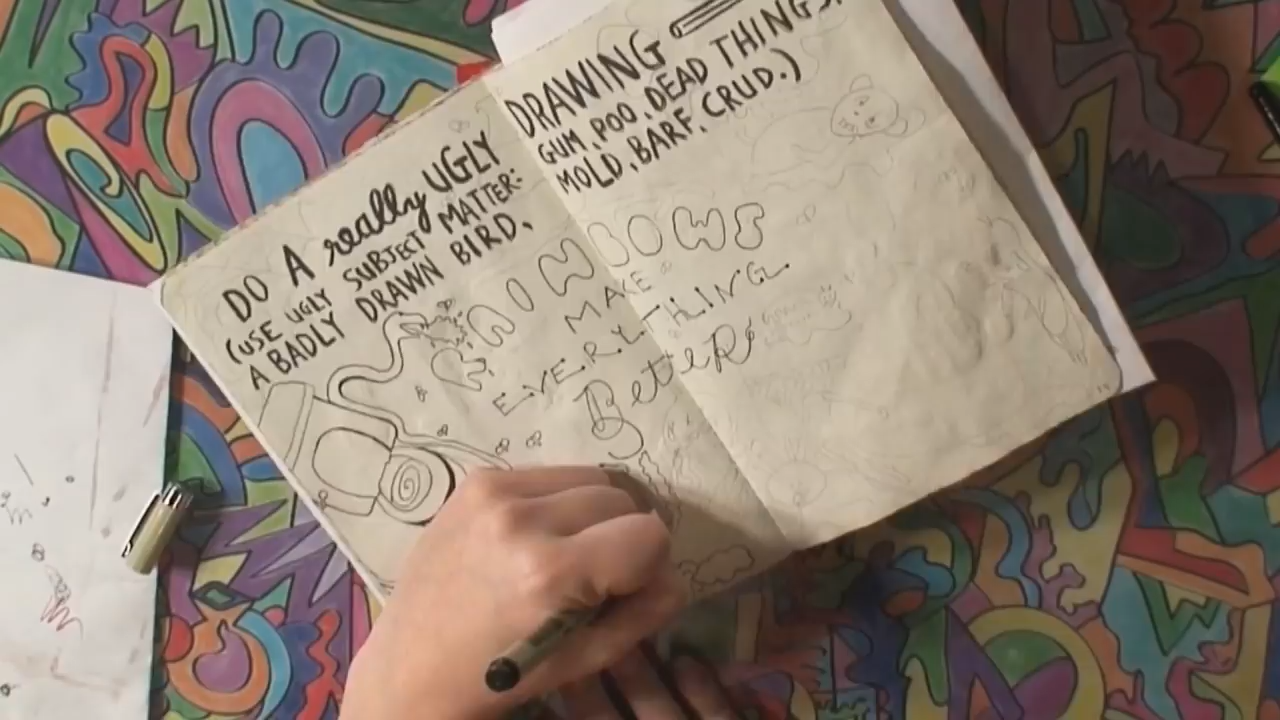 DO A really UGLY
(USE UGLY SUBJECT MATTER:
A BADLY DRAWN BIRD,
DRAWING
GUM, POO, DEAD THINGS,
MOLD, BARF, CRUD.)
RAINBOWS
MAKE
EVERYTHING
Better